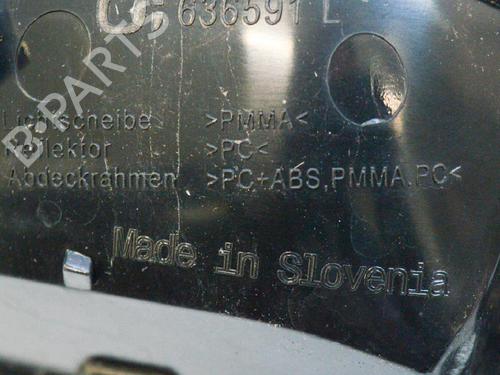 636591 L
B-PARTS
Lichtscheibe >PMMA<
Reflektor >PC<
Abdeckrahmen >PC+ABS,PMMA,PC<
Made in Slovenia